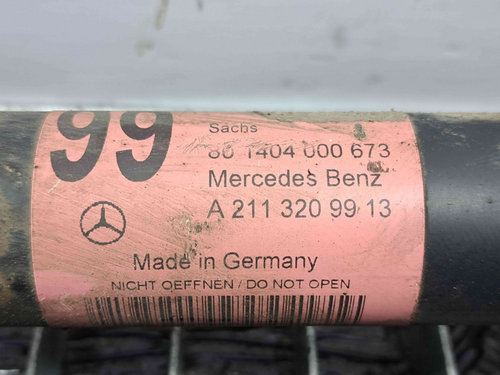 99
Sachs
80 1404 000 673
Mercedes Benz
A 211 320 99 13
Made in Germany
NICHT OEFFNEN / DO NOT OPEN